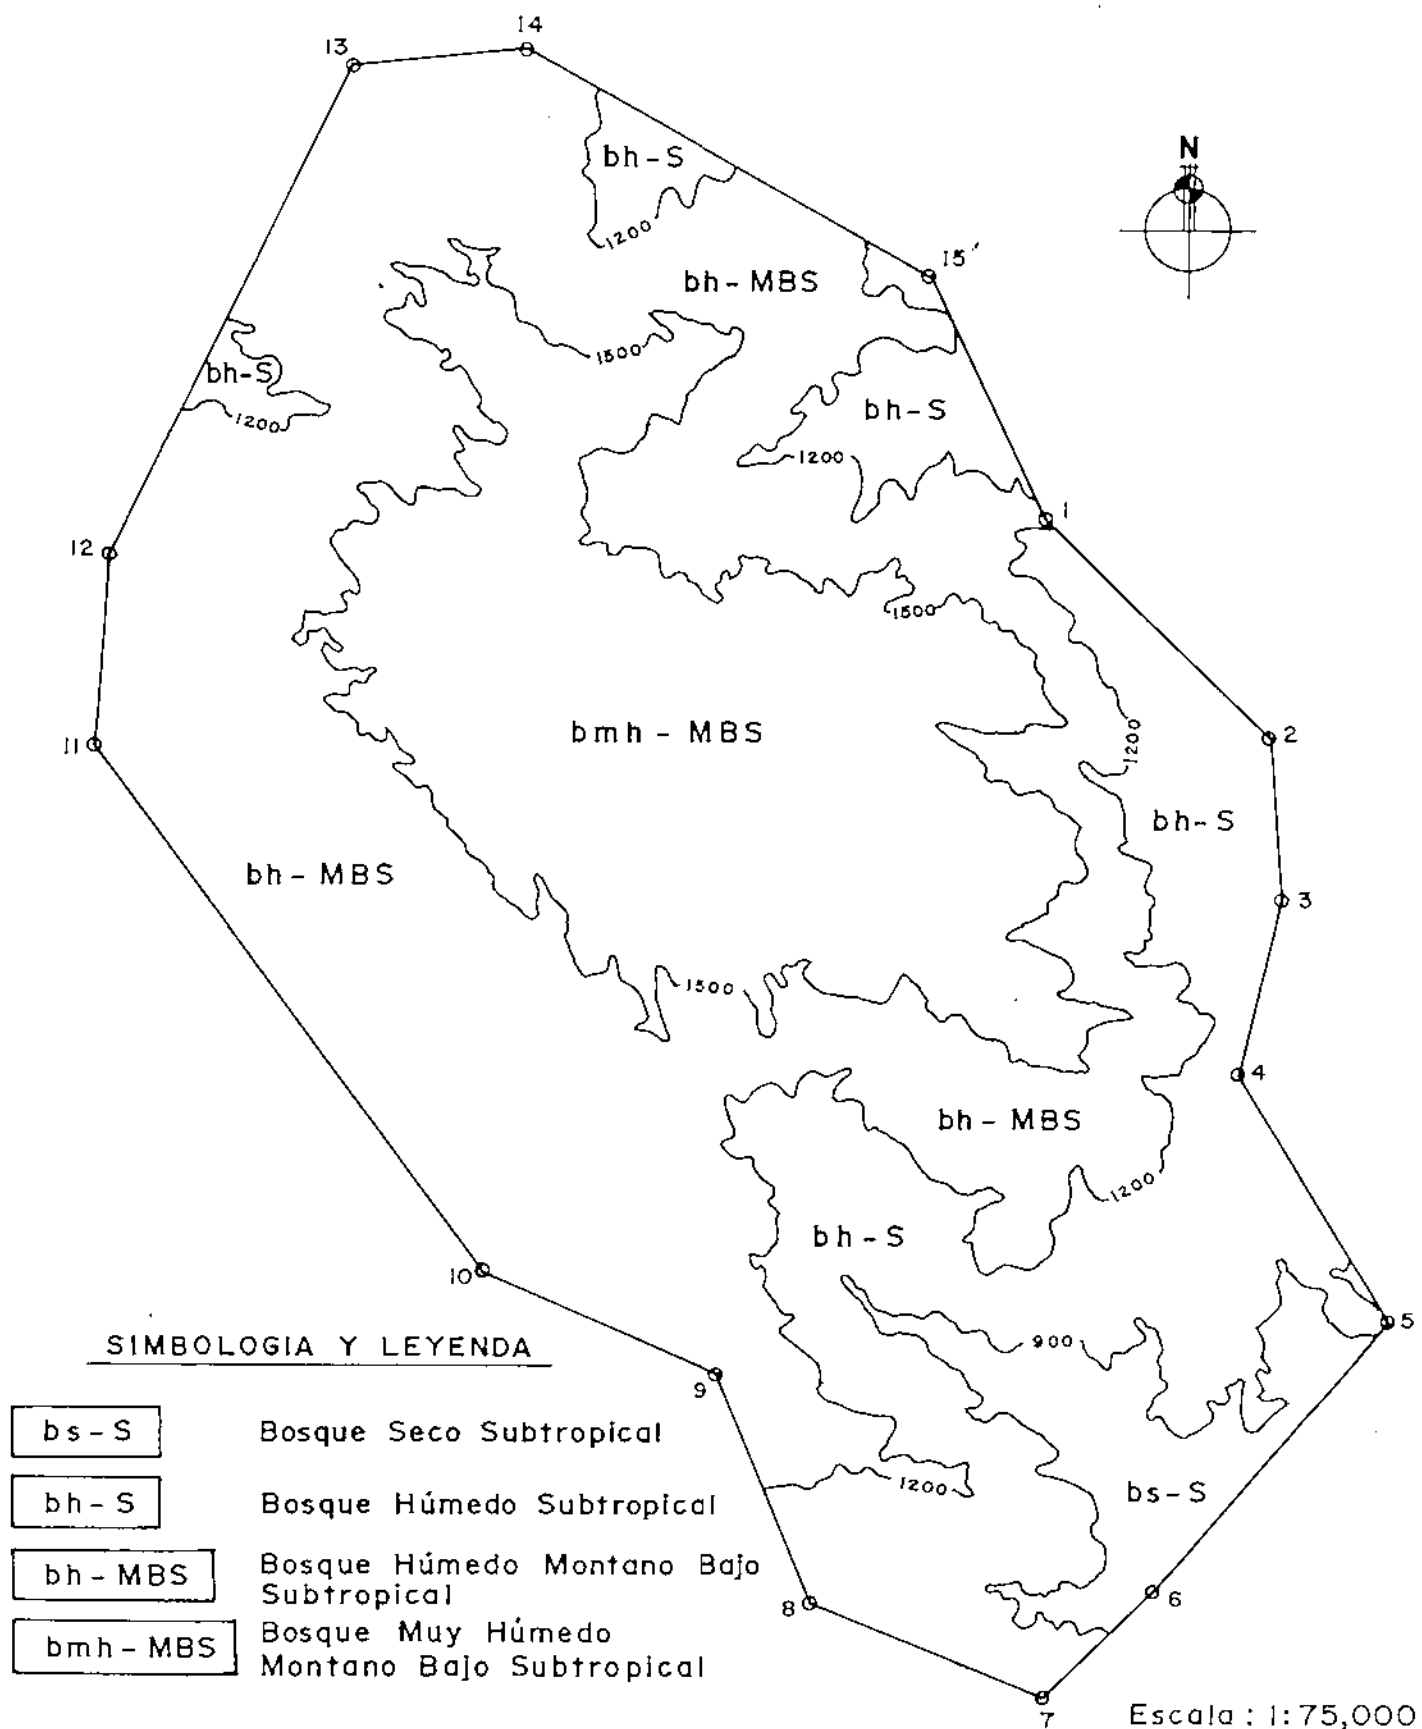 14
13
N
bh-S
1200
15
bh-MBS
1500
bh-S
1200
bh-S
1200
1
12
1500
11
bmh-MBS
1200
2
bh-S
bh-MBS
3
1500
4
bh-MBS
1200
bh-S
10
900
5
SIMBOLOGIA Y LEYENDA
9
bs-S Bosque Seco Subtropical
1200
bs-S
bh-S Bosque Húmedo Subtropical
bh-MBS Bosque Húmedo Montano Bajo
Subtropical
8
6
bmh-MBS Bosque Muy Húmedo
Montano Bajo Subtropical
7
Escala: 1:75,000